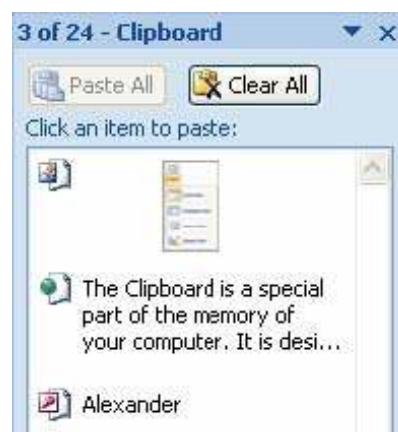 3 of 24 - Clipboard
Paste All Clear All
Click an item to paste:
The Clipboard is a special
part of the memory of
your computer. It is desi...
Alexander